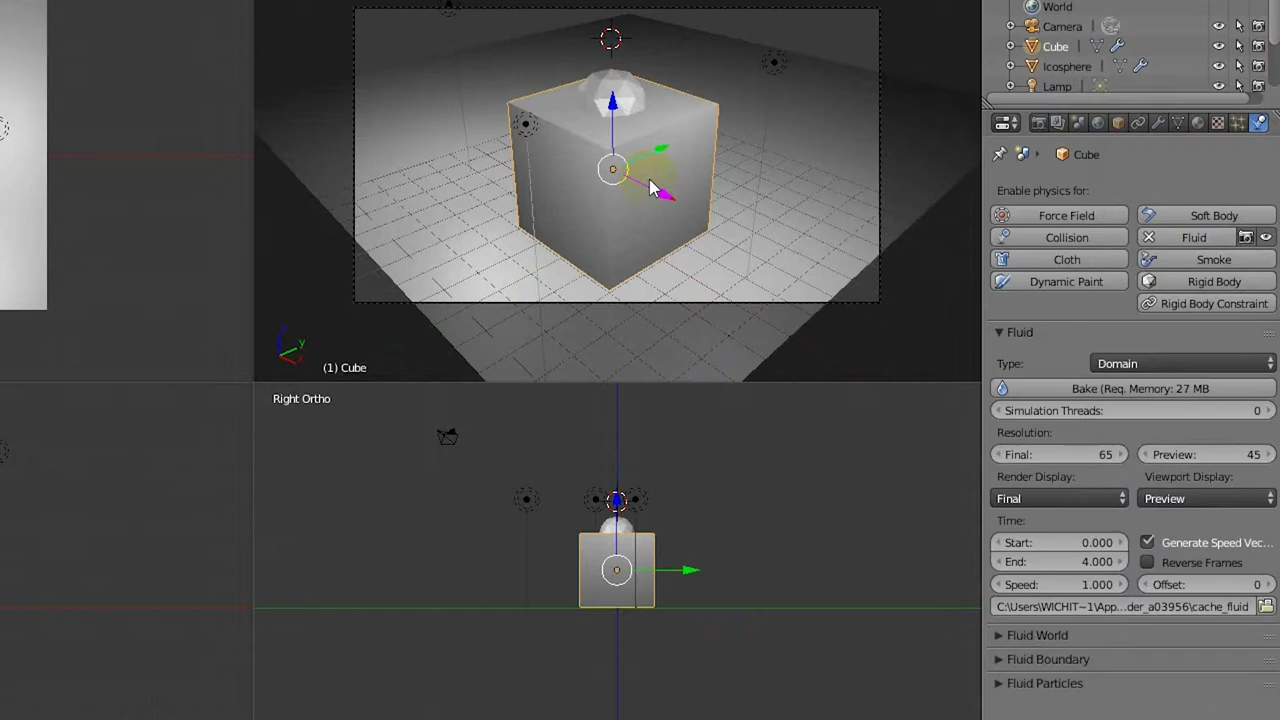 World
Camera
Cube
Icosphere
Lamp
Cube
Enable physics for:
Force Field
Soft Body
Collision
Fluid
Cloth
Smoke
Dynamic Paint
Rigid Body
Rigid Body Constraint
Fluid
Type:
Domain
Bake (Req. Memory: 27 MB
Simulation Threads: 0
Resolution:
Final: 65
Preview: 45
Render Display:
Viewport Display:
Final
Preview
Time:
Start: 0.000
Generate Speed Vec...
End: 4.000
Reverse Frames
Speed: 1.000
Offset: 0
C:\Users\WICHIT~1\App...der_a03956\cache_fluid
Fluid World
Fluid Boundary
Fluid Particles
y
x
(1) Cube
Right Ortho